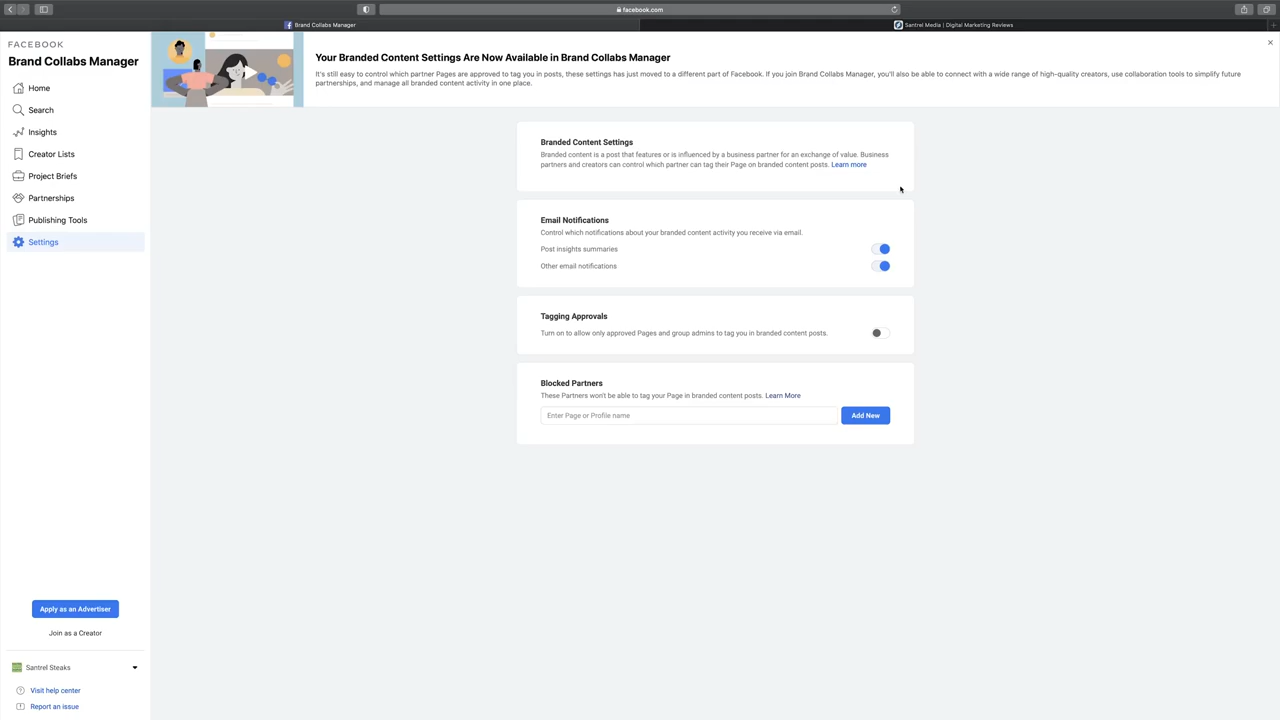 facebook.com
Brand Collabs Manager
Santrel Media | Digital Marketing Reviews
FACEBOOK
Brand Collabs Manager
Home
Search
Insights
Creator Lists
Project Briefs
Partnerships
Publishing Tools
Settings
Apply as an Advertiser
Join as a Creator
Santrel Steaks
Visit help center
Report an issue
Your Branded Content Settings Are Now Available in Brand Collabs Manager
It's still easy to control which partner Pages are approved to tag you in posts, these settings has just moved to a different part of Facebook. If you join Brand Collabs Manager, you'll also be able to connect with a wide range of high-quality creators, use collaboration tools to simplify future
partnerships, and manage all branded content activity in one place.
Branded Content Settings
Branded content is a post that features or is influenced by a business partner for an exchange of value. Business
partners and creators can control which partner can tag their Page on branded content posts. Learn more
Email Notifications
Control which notifications about your branded content activity you receive via email.
Post insights summaries
Other email notifications
Tagging Approvals
Turn on to allow only approved Pages and group admins to tag you in branded content posts.
Blocked Partners
These Partners won't be able to tag your Page in branded content posts. Learn More
Enter Page or Profile name
Add New